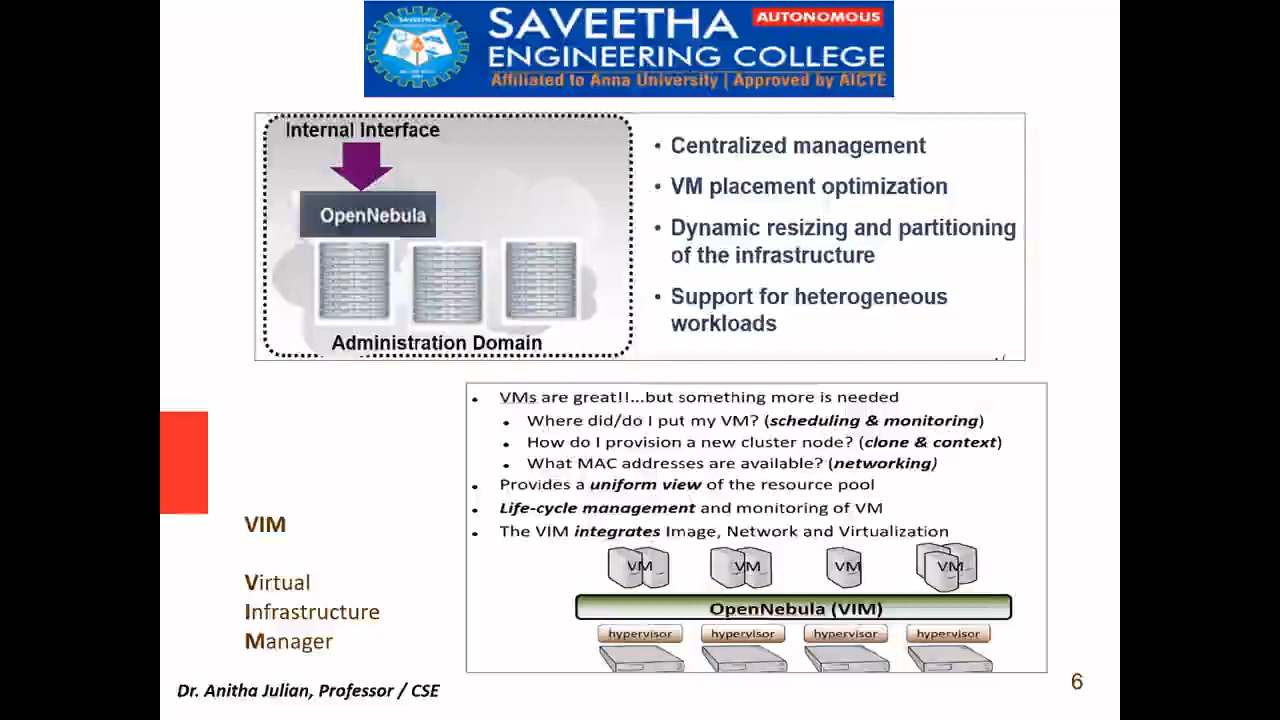 SAVEETHA
AUTONOMOUS
ENGINEERING COLLEGE
Affiliated to Anna University | Approved by AICTE
SAVEETHA
Internal Interface
OpenNebula
Administration Domain
• Centralized management
• VM placement optimization
• Dynamic resizing and partitioning
of the infrastructure
• Support for heterogeneous
workloads
• VMs are great!!...but something more is needed
• Where did/do I put my VM? (scheduling & monitoring)
• How do I provision a new cluster node? (clone & context)
• What MAC addresses are available? (networking)
• Provides a uniform view of the resource pool
• Life-cycle management and monitoring of VM
• The VIM integrates Image, Network and Virtualization
VM VM VM VM
OpenNebula (VIM)
hypervisor hypervisor hypervisor hypervisor
VIM
Virtual
Infrastructure
Manager
Dr. Anitha Julian, Professor / CSE
6